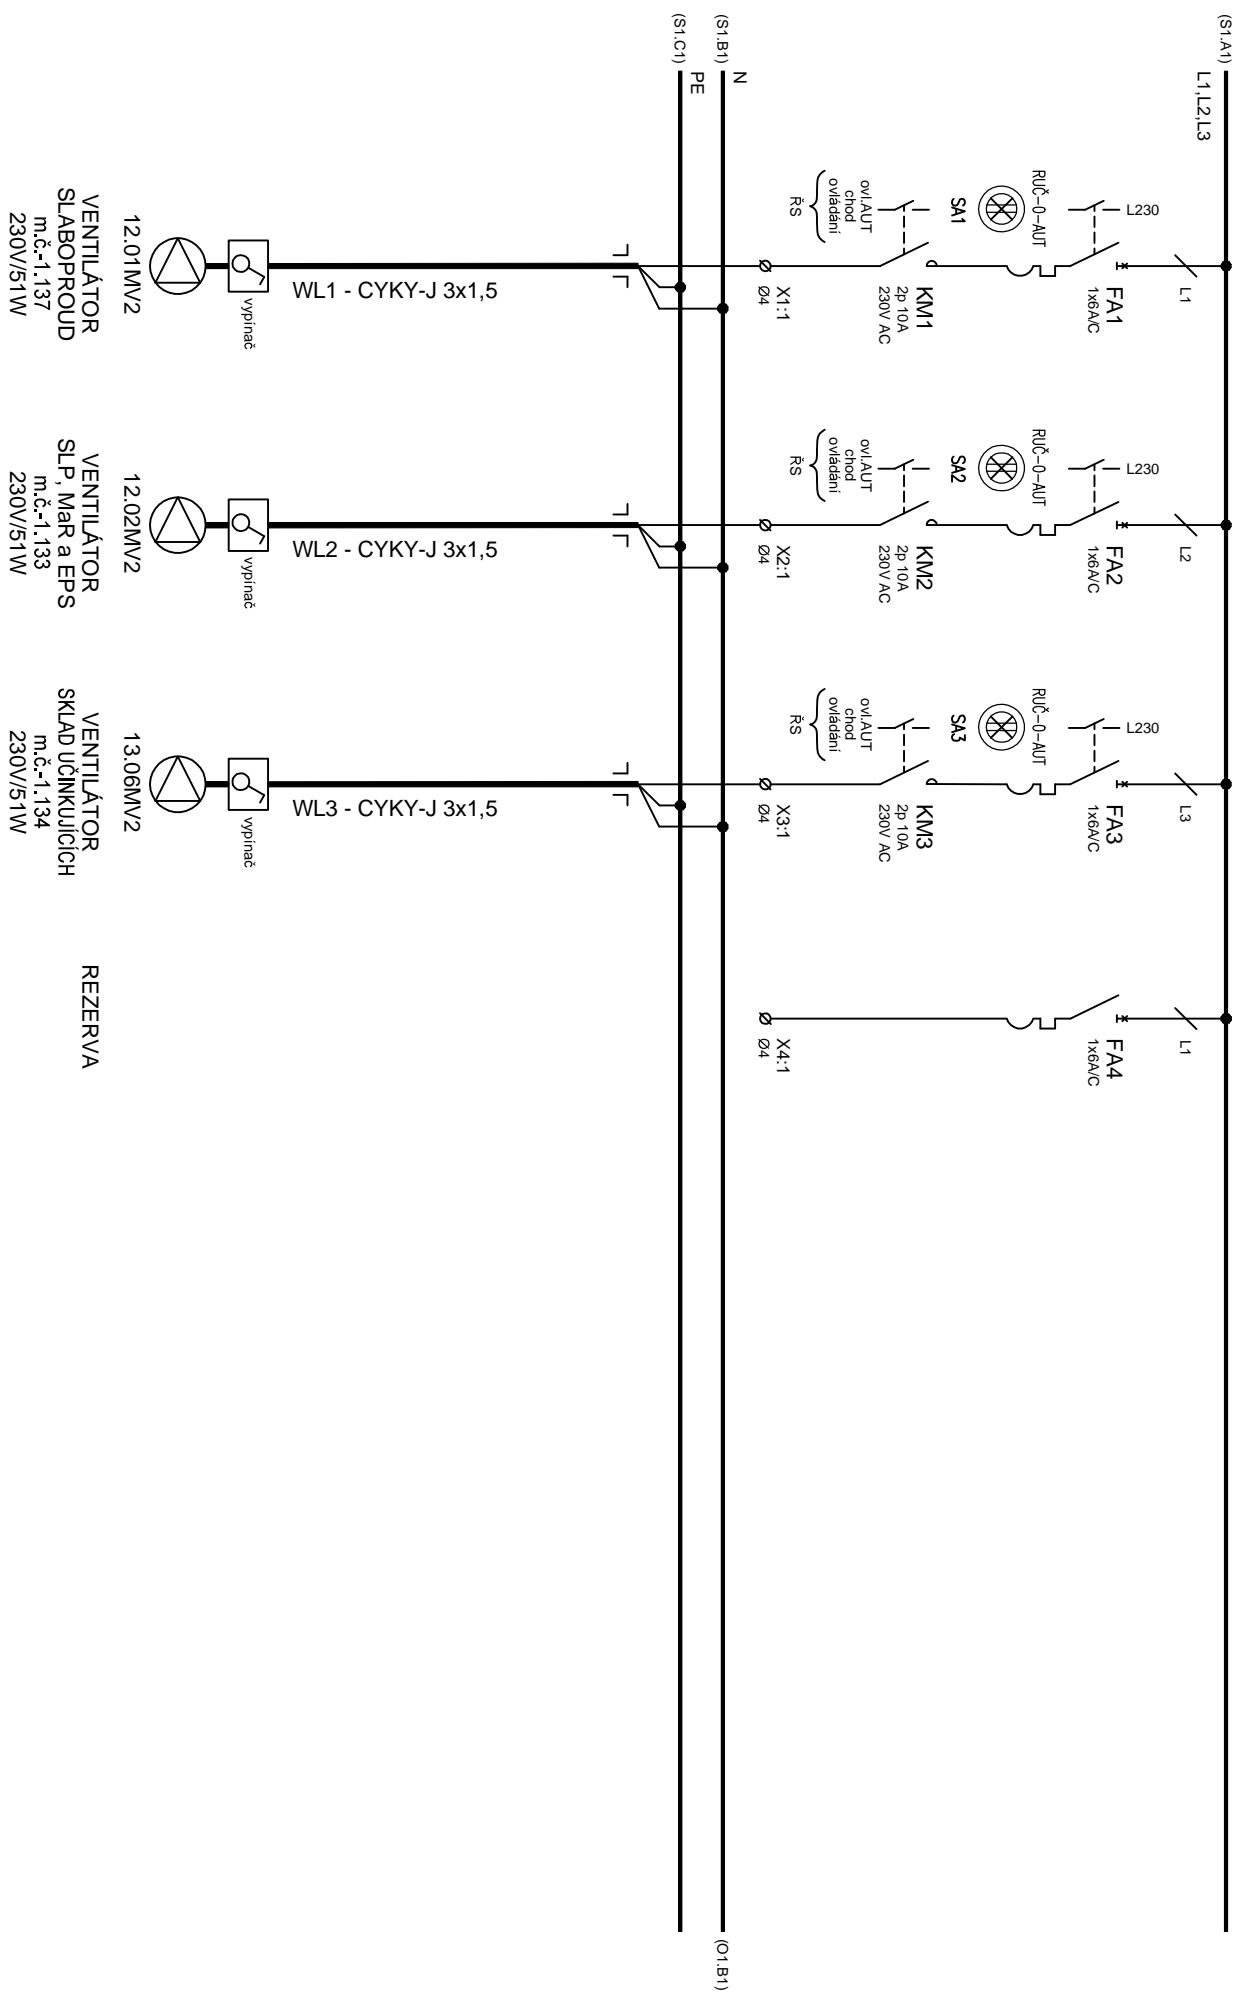 (S1.A1)
L1,L2,L3
L1
FA1
1x6A/C
L230
RUČ-0-AUT
SA1
KM1
2p 10A
230V AC
ovl.AUT
chod
ovládání
ŘS
X1:1
Ø4
L2
FA2
1x6A/C
L230
RUČ-0-AUT
SA2
KM2
2p 10A
230V AC
ovl.AUT
chod
ovládání
ŘS
X2:1
Ø4
L3
FA3
1x6A/C
L230
RUČ-0-AUT
SA3
KM3
2p 10A
230V AC
ovl.AUT
chod
ovládání
ŘS
X3:1
Ø4
L1
FA4
1x6A/C
X4:1
Ø4
(S1.B1)
N
(O1.B1)
(S1.C1)
PE
WL1 - CYKY-J 3x1,5
vypínač
12.01MV2
VENTILÁTOR
SLABOPROUD
m.č.-1.137
230V/51W
WL2 - CYKY-J 3x1,5
vypínač
12.02MV2
VENTILÁTOR
SLP, MaR a EPS
m.č.-1.133
230V/51W
WL3 - CYKY-J 3x1,5
vypínač
13.06MV2
VENTILÁTOR
SKLAD UČINKUJÍCÍCH
m.č.-1.134
230V/51W
REZERVA